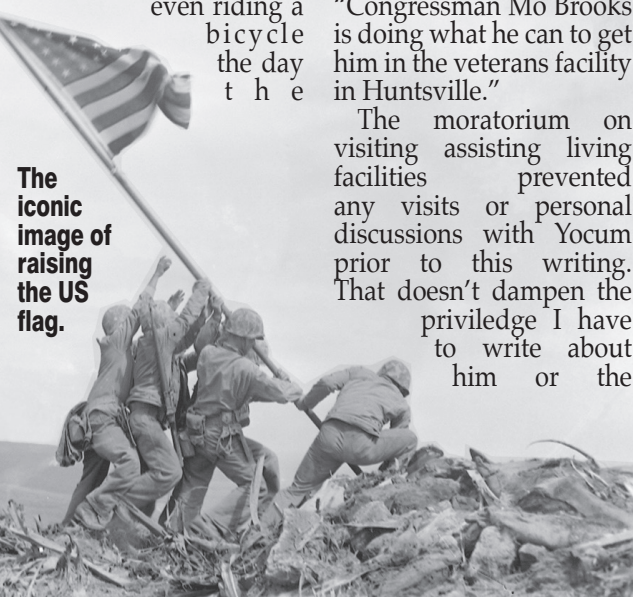 even riding a
bicycle
the day
the
The
iconic
image of
raising
the US
flag.
"Congressman Mo Brooks
is doing what he can to get
him in the veterans facility
in Huntsville."
The moratorium on
visiting assisting living
facilities prevented
any visits or personal
discussions with Yocum
prior to this writing.
That doesn't dampen the
priviledge I have
to write about
him or the